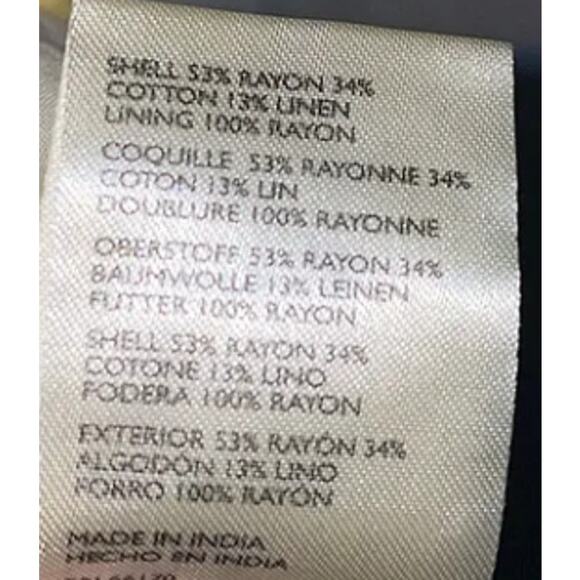 SHELL 53% RAYON 34%
COTTON 13% LINEN
LINING 100% RAYON
COQUILLE 53% RAYONNE 34%
COTON 13% LIN
DOUBLURE 100% RAYONNE
OBERSTOFF 53% RAYON 34%
BAUMWOLLE 13% LEINEN
FUTTER 100% RAYON
SHELL 53% RAYON 34%
COTONE 13% LINO
FODERA 100% RAYON
EXTERIOR 53% RAYÓN 34%
ALGODÓN 13% LINO
FORRO 100% RAYÓN
MADE IN INDIA
HECHO EN INDIA